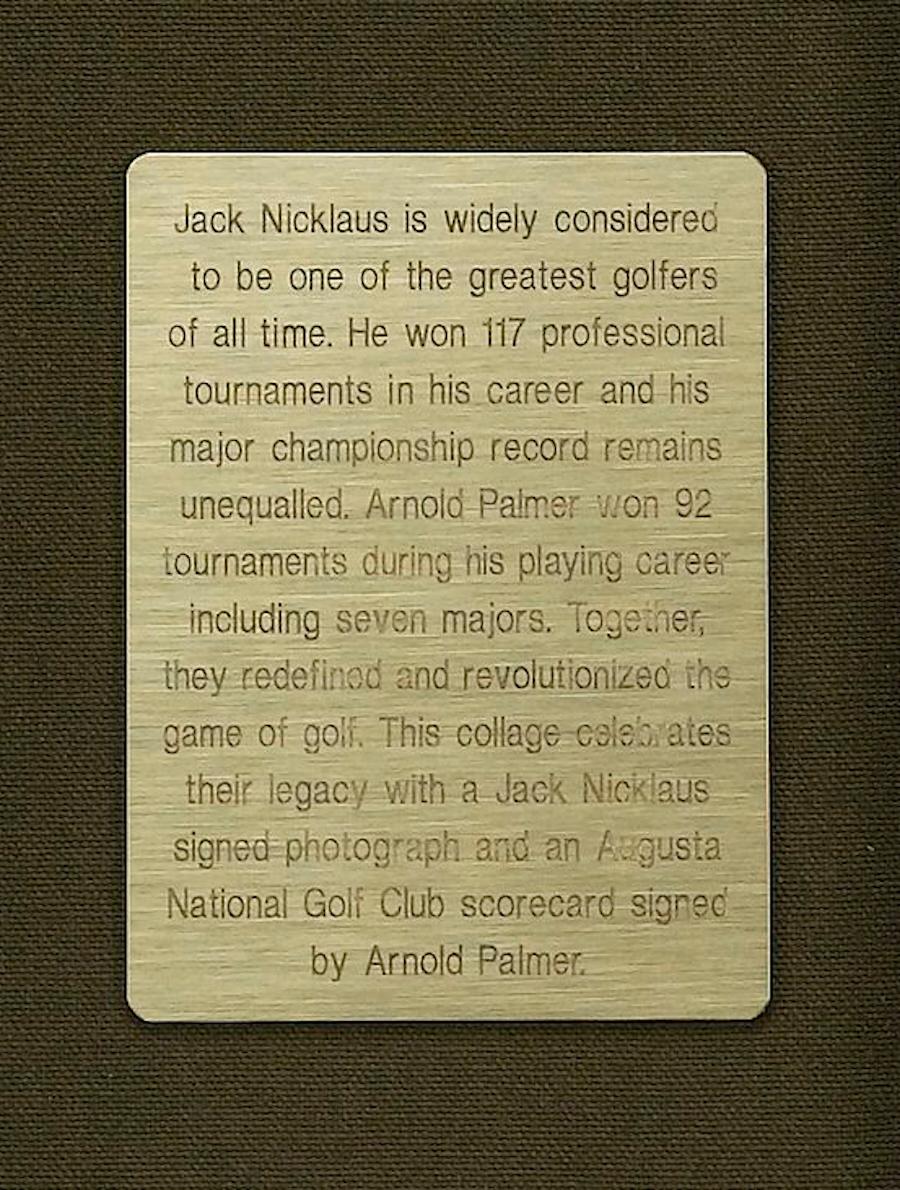 Jack Nicklaus is widely considered
to be one of the greatest golfers
of all time. He won 117 professional
tournaments in his career and his
major championship record remains
unequalled. Arnold Palmer won 92
tournaments during his playing career
including seven majors. Together,
they redefined and revolutionized the
game of golf. This collage celebrates
their legacy with a Jack Nicklaus
signed photograph and an Augusta
National Golf Club scorecard signed
by Arnold Palmer.